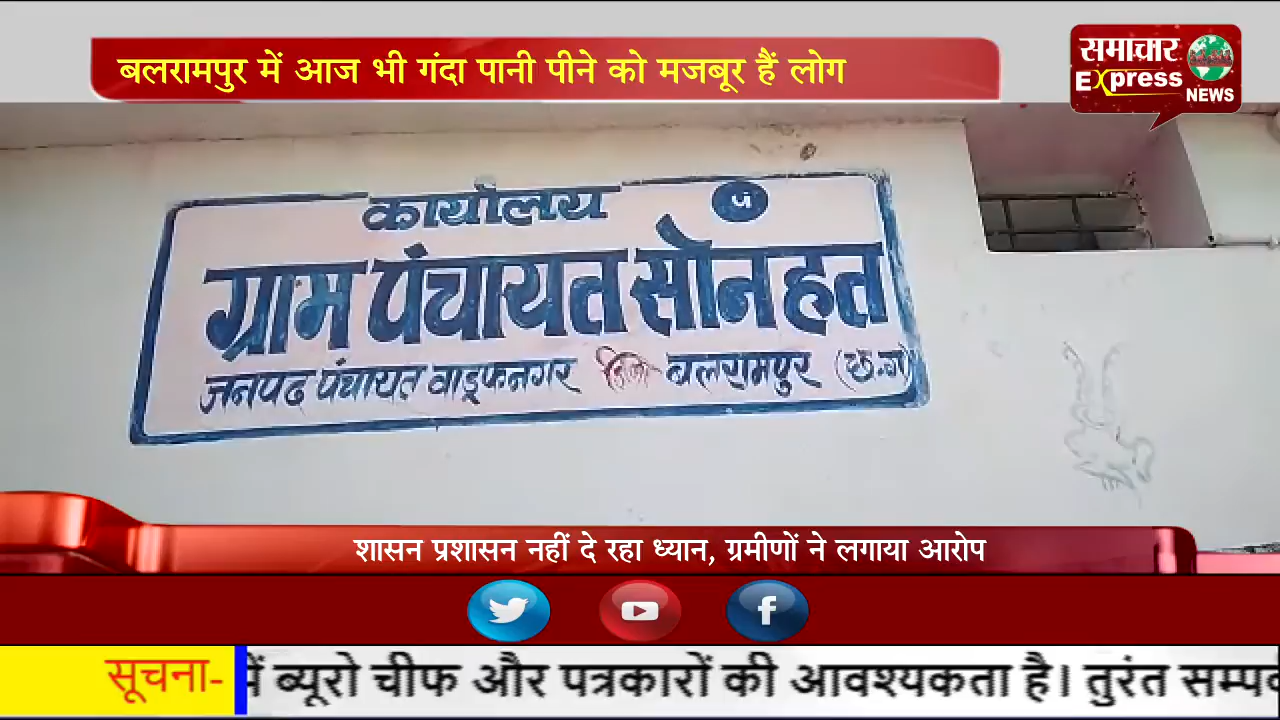 बलरामपुर में आज भी गंदा पानी पीने को मजबूर हैं लोग
समाचार
Express
NEWS
कार्यालय
पं
ग्राम पंचायत सोनहत
जनपद पंचायत वाड्रफनगर जिला बलरामपुर (छ.ग)
शासन प्रशासन नहीं दे रहा ध्यान, ग्रमीणों ने लगाया आरोप
सूचना- में ब्यूरो चीफ और पत्रकारों की आवश्यकता है। तुरंत